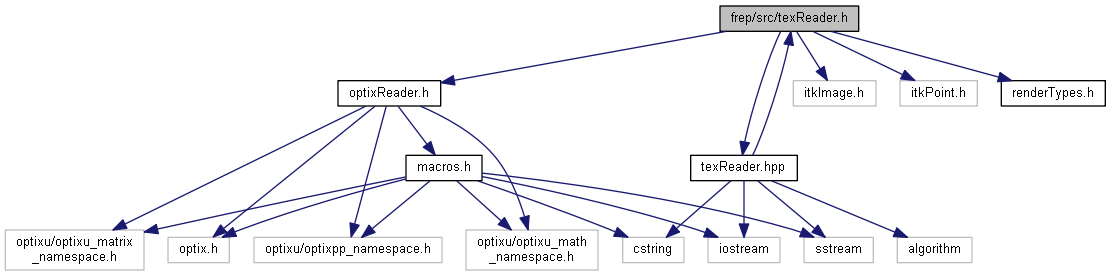 frep/src/texReader.h
optixReader.h
itkImage.h
itkPoint.h
renderTypes.h
macros.h
texReader.hpp
optixu/optixu_matrix
_namespace.h
optix.h
optixu/optixpp_namespace.h
optixu/optixu_math
_namespace.h
cstring
iostream
sstream
algorithm